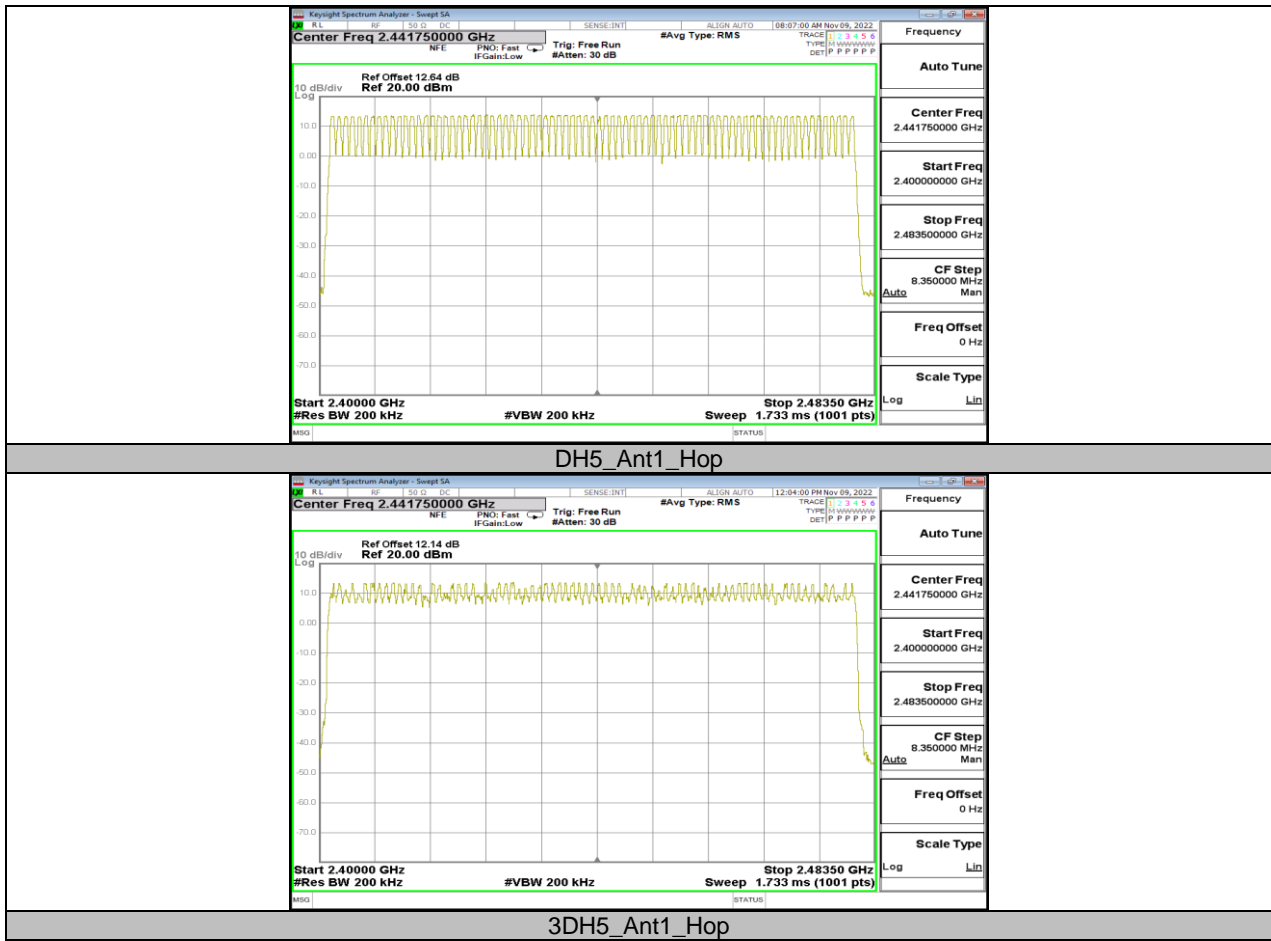 Keysight Spectrum Analyzer - Swept SA
RL RF 50 Ω DC SENSE:INT ALIGN AUTO 08:07:00 AM Nov 09, 2022
Center Freq 2.441750000 GHz #Avg Type: RMS TRACE 1 2 3 4 5 6
NFE PNO: Fast Trig: Free Run TYPE M WWWWW
IFGain:Low #Atten: 30 dB DET P P P P P P
Ref Offset 12.64 dB
10 dB/div Ref 20.00 dBm
Log
10.0
0.00
-10.0
-20.0
-30.0
-40.0
-50.0
-60.0
-70.0
Start 2.40000 GHz Stop 2.48350 GHz
#Res BW 200 kHz #VBW 200 kHz Sweep 1.733 ms (1001 pts)
MSG STATUS
Frequency
Auto Tune
Center Freq
2.441750000 GHz
Start Freq
2.400000000 GHz
Stop Freq
2.483500000 GHz
CF Step
8.350000 MHz
Auto Man
Freq Offset
0 Hz
Scale Type
Log Lin
DH5_Ant1_Hop
Keysight Spectrum Analyzer - Swept SA
RL RF 50 Ω DC SENSE:INT ALIGN AUTO 12:04:00 PM Nov 09, 2022
Center Freq 2.441750000 GHz #Avg Type: RMS TRACE 1 2 3 4 5 6
NFE PNO: Fast Trig: Free Run TYPE M WWWWW
IFGain:Low #Atten: 30 dB DET P P P P P P
Ref Offset 12.14 dB
10 dB/div Ref 20.00 dBm
Log
10.0
0.00
-10.0
-20.0
-30.0
-40.0
-50.0
-60.0
-70.0
Start 2.40000 GHz Stop 2.48350 GHz
#Res BW 200 kHz #VBW 200 kHz Sweep 1.733 ms (1001 pts)
MSG STATUS
Frequency
Auto Tune
Center Freq
2.441750000 GHz
Start Freq
2.400000000 GHz
Stop Freq
2.483500000 GHz
CF Step
8.350000 MHz
Auto Man
Freq Offset
0 Hz
Scale Type
Log Lin
3DH5_Ant1_Hop